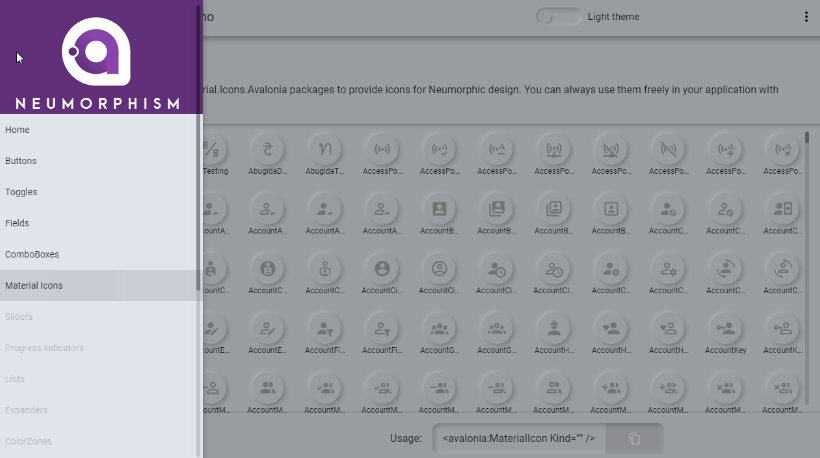 no
Light theme
NEUMORPHISM
rial.Icons.Avalonia packages to provide icons for Neumorphic design. You can always use them freely in your application with
Home
Buttons
Toggles
Fields
ComboBoxes
Material Icons
Sliders
Progress indicators
Lists
Expanders
ColorZones
Testing AbugidaD... AbugidaT... AccessPo... AccessPo... AccessPo... AccessPo... AccessPo... AccessPo... AccessPo... AccessPo...
ountA... AccountA... AccountA... AccountA... AccountB... AccountB... AccountB... AccountB... AccountC... AccountC... AccountC...
ountC... AccountC... AccountC... AccountCi... AccountCi... AccountCl... AccountCl... AccountC... AccountC... AccountC... AccountC...
ountE... AccountE... AccountFi... AccountFi... AccountG... AccountG... AccountH... AccountH... AccountH... AccountKey AccountK...
ountM... AccountM... AccountM... AccountM... AccountM... AccountM... AccountM... AccountM... AccountM... AccountM... AccountM...
Usage:
<avalonia:MaterialIcon Kind="" />